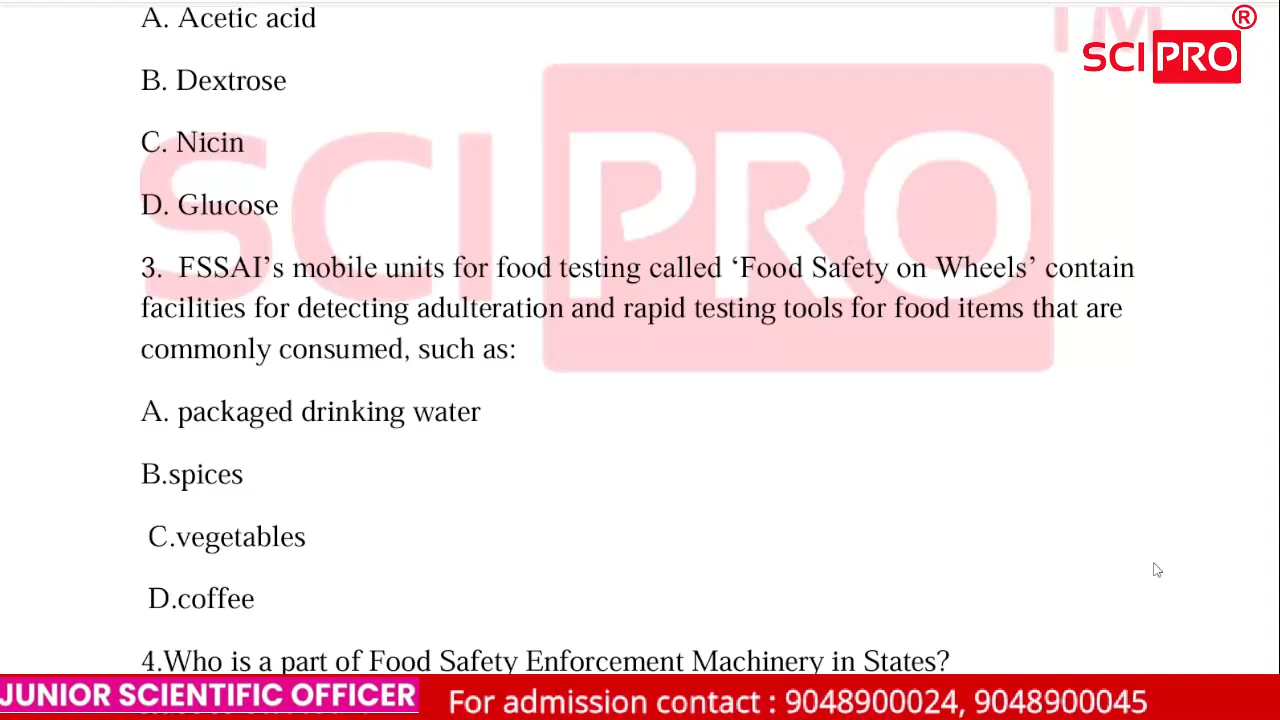 A. Acetic acid
TM
SCIPRO®
B. Dextrose
C. Nicin
SCIPRO
D. Glucose
3. FSSAI’s mobile units for food testing called ‘Food Safety on Wheels’ contain
facilities for detecting adulteration and rapid testing tools for food items that are
commonly consumed, such as:
A. packaged drinking water
B.spices
C.vegetables
D.coffee
4.Who is a part of Food Safety Enforcement Machinery in States?
JUNIOR SCIENTIFIC OFFICER
For admission contact : 9048900024, 9048900045